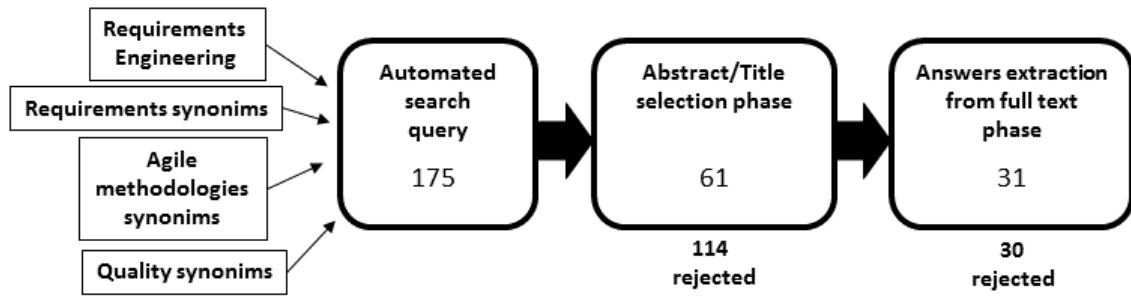 Requirements
Engineering
Requirements synonims
Agile
methodologies
synonims
Quality synonims
Automated
search
query
175
Abstract/Title
selection phase
61
114
rejected
Answers extraction
from full text
phase
31
30
rejected